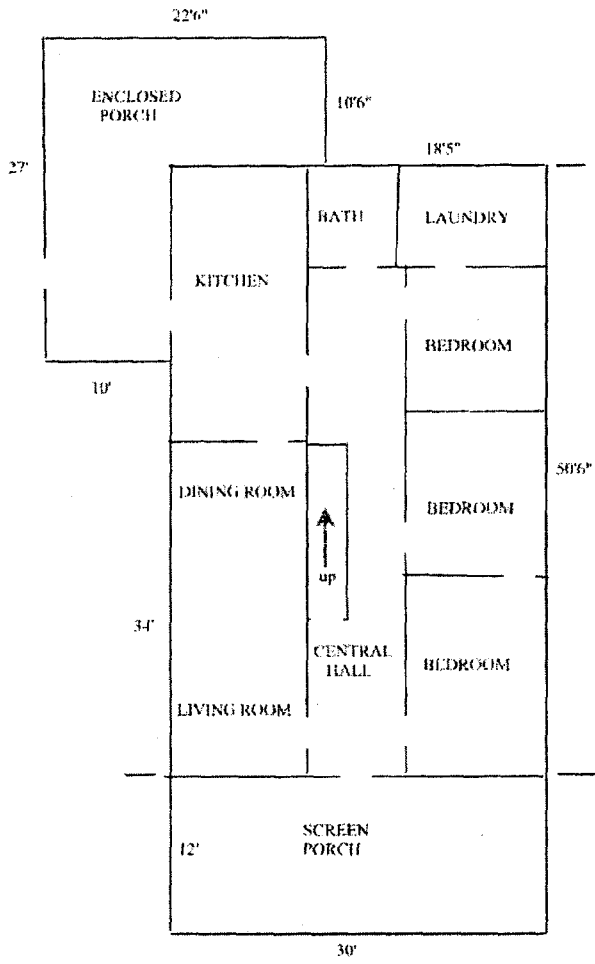 22'6"
ENCLOSED
PORCH
10'6"
18'5"
27'
BATH
LAUNDRY
KITCHEN
BEDROOM
10'
50'6"
DINING ROOM
BEDROOM
up
34'
CENTRAL
HALL
BEDROOM
LIVING ROOM
SCREEN
PORCH
12'
30'